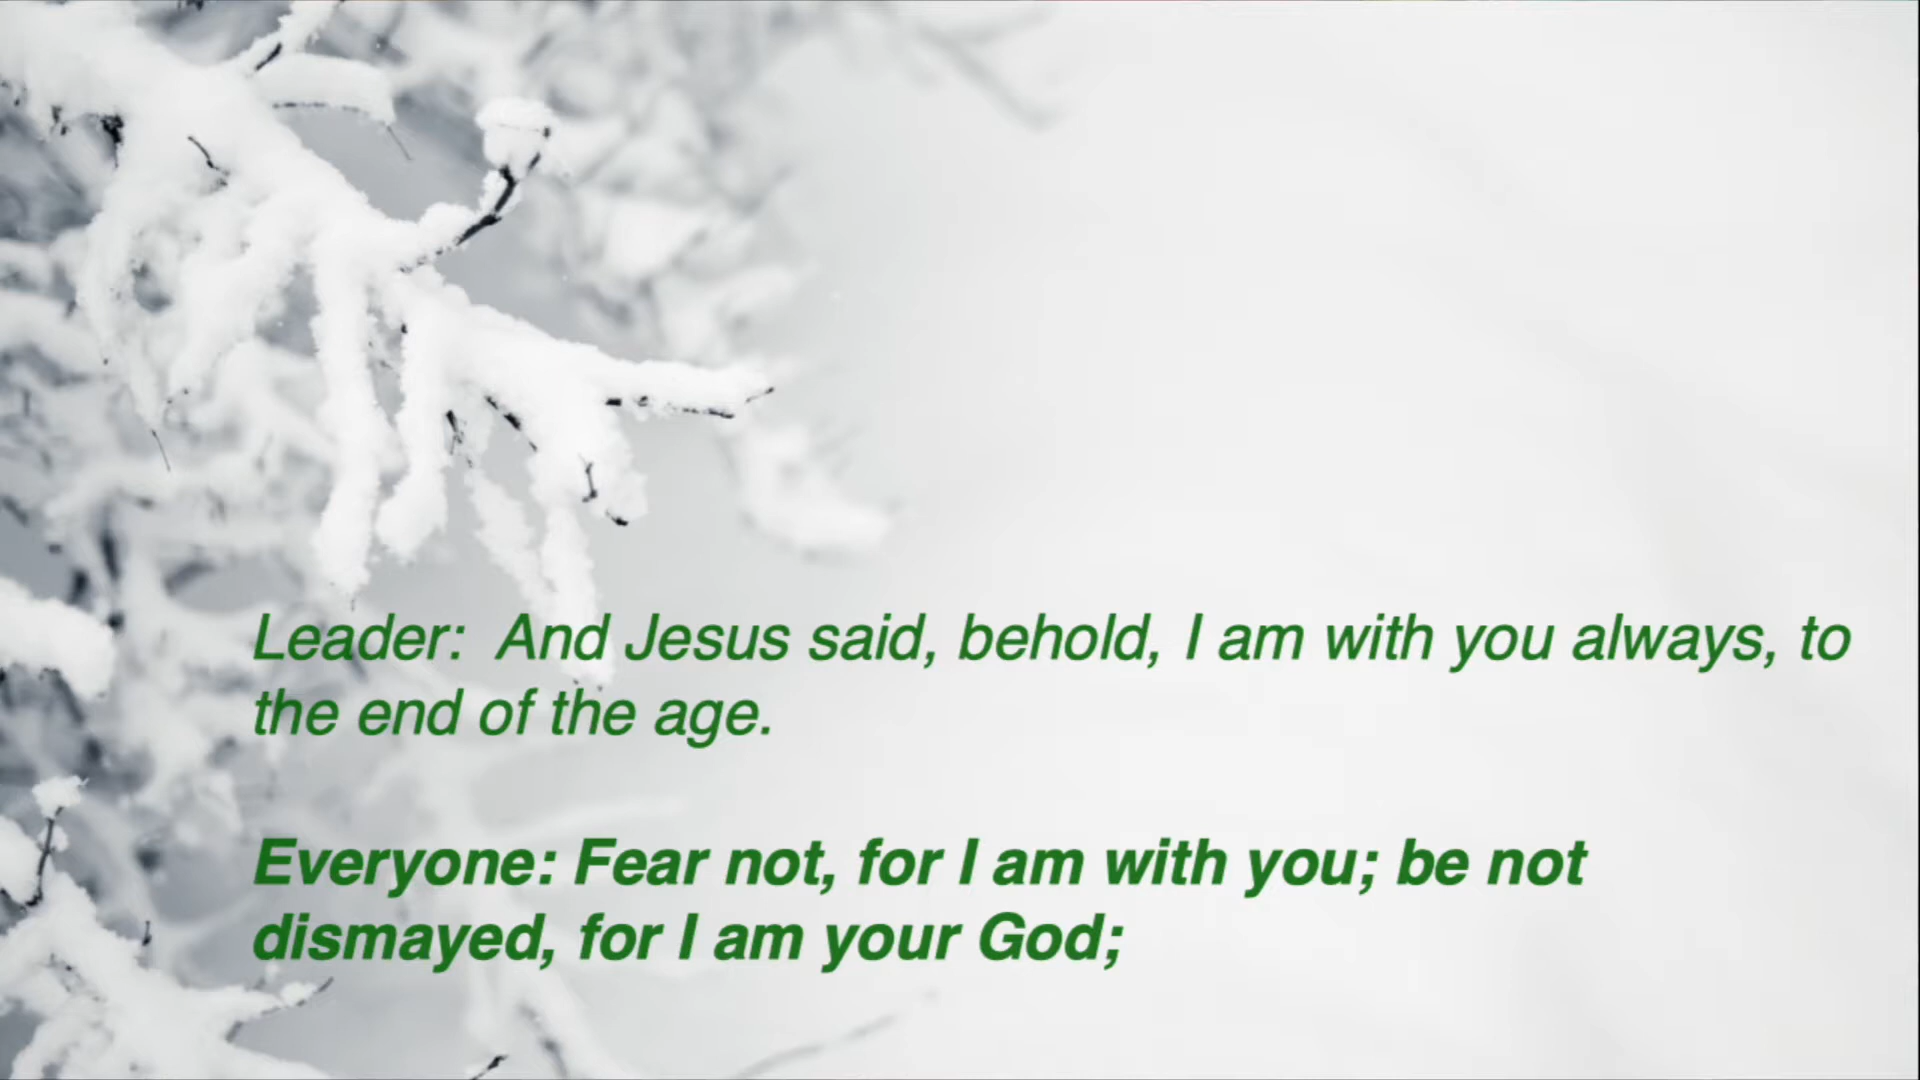 Leader:  And Jesus said, behold, I am with you always, to
the end of the age.
Everyone: Fear not, for I am with you; be not
dismayed, for I am your God;